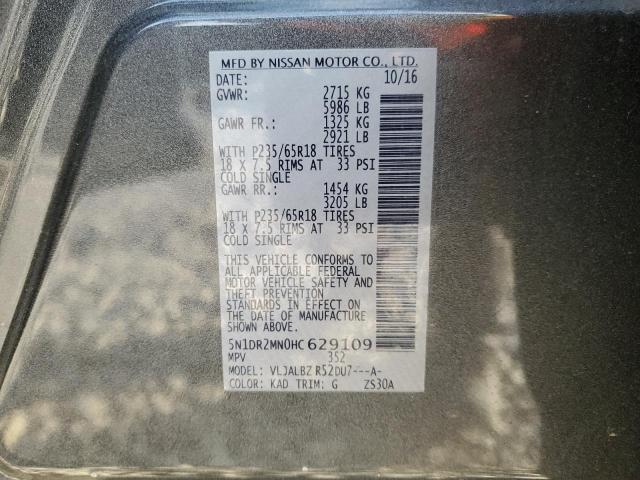 MFD BY NISSAN MOTOR CO., LTD.
DATE: 10/16
GVWR: 2715 KG
5986 LB
GAWR FR.: 1325 KG
2921 LB
WITH P235/65R18 TIRES
18 X 7.5 RIMS AT 33 PSI
COLD SINGLE
GAWR RR.: 1454 KG
3205 LB
WITH P235/65R18 TIRES
18 X 7.5 RIMS AT 33 PSI
COLD SINGLE
THIS VEHICLE CONFORMS TO
ALL APPLICABLE FEDERAL
MOTOR VEHICLE SAFETY AND
THEFT PREVENTION
STANDARDS IN EFFECT ON THE
DATE OF MANUFACTURE
SHOWN ABOVE.
5N1DR2MN0HC629109
MPV 352
MODEL: VLJALBZ R52DU7---A-
COLOR: KAD TRIM: G ZS30A